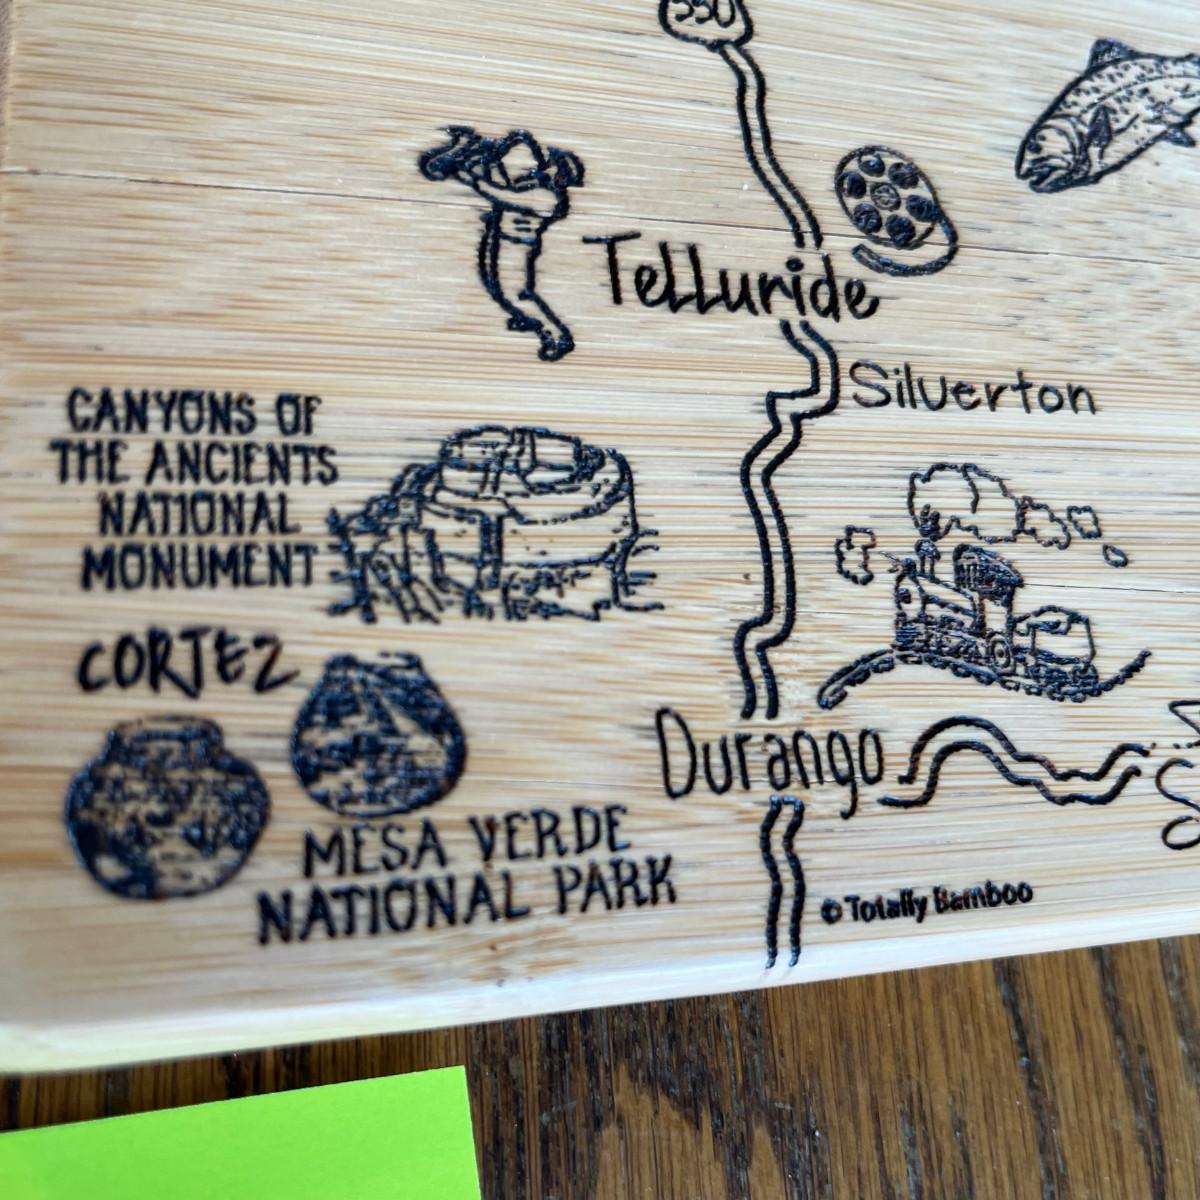 550
Telluride
Silverton
CANYONS OF
THE ANCIENTS
NATIONAL
MONUMENT
CORTEZ
Durango
MESA VERDE
NATIONAL PARK
© Totally Bamboo